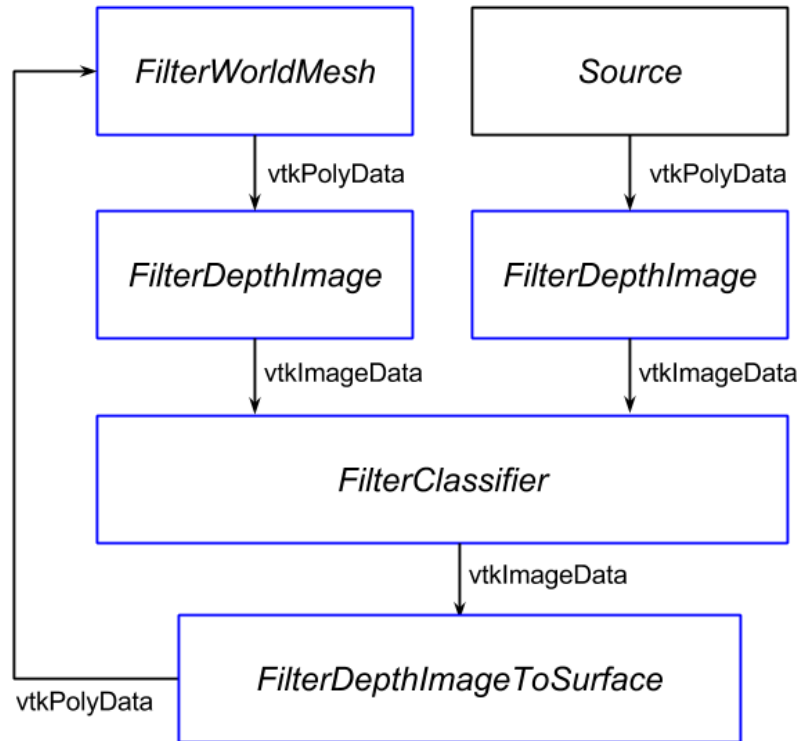 FilterWorldMesh
Source
vtkPolyData
vtkPolyData
FilterDepthImage
FilterDepthImage
vtkImageData
vtkImageData
FilterClassifier
vtkImageData
FilterDepthImageToSurface
vtkPolyData